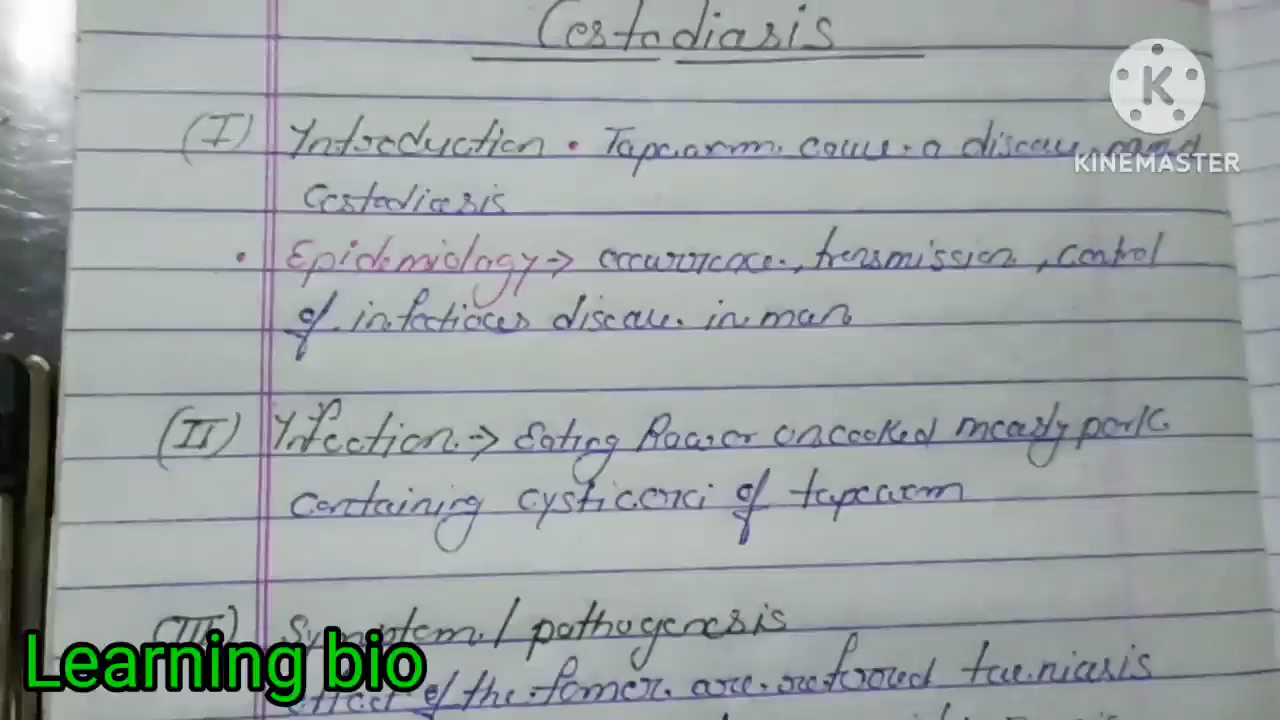 Cestodiasis
(I) Introduction • Tapeworm cause a disease named
Cestodiasis
• Epidemiology → occurrence, transmission, control
of infectious disease in man
(II) Infection → Eating Raw or uncooked measly pork
containing cysticerci of tapeworm
(III) Symptom / pathogenesis
effect of the former are referred taeniasis
K
KINEMASTER
Learning bio